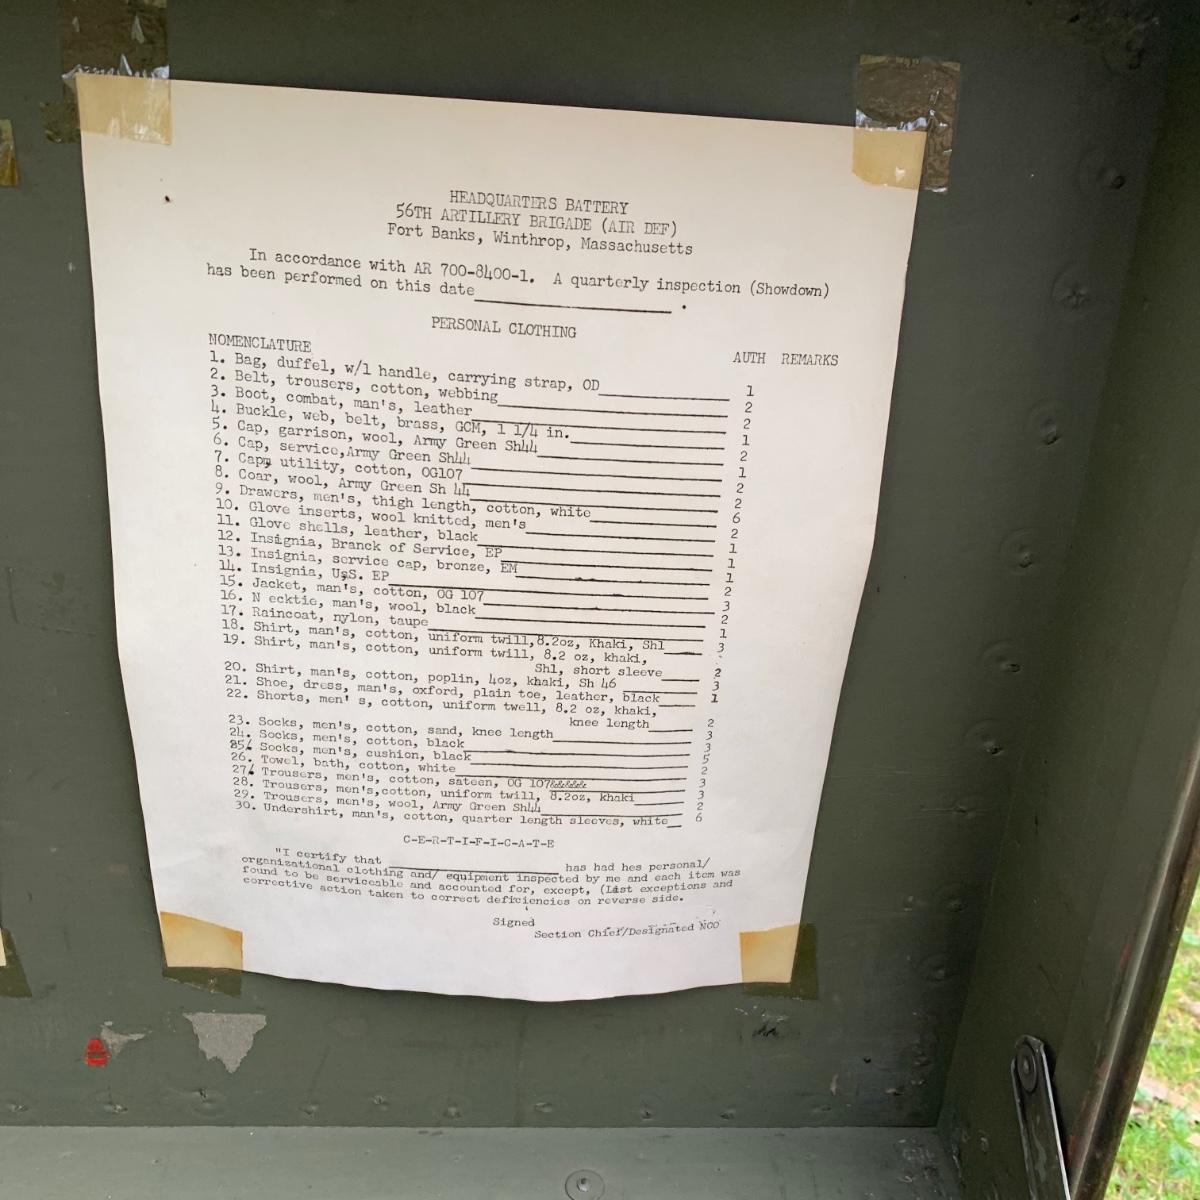 HEADQUARTERS BATTERY
56TH ARTILLERY BRIGADE (AIR DEF)
Fort Banks, Winthrop, Massachusetts
In accordance with AR 700-8400-1. A quarterly inspection (Showdown)
has been performed on this date____________.
PERSONAL CLOTHING
NOMENCLATURE AUTH REMARKS
1. Bag, duffel, w/1 handle, carrying strap, OD 1
2. Belt, trousers, cotton, webbing 2
3. Boot, combat, man's, leather 2
4. Buckle, web, belt, brass, GCM, 1 1/4 in. 1
5. Cap, garrison, wool, Army Green Sh44 2
6. Cap, service,Army Green Sh44 1
7. Cap, utility, cotton, OG107 2
8. Coar, wool, Army Green Sh 44 2
9. Drawers, men's, thigh length, cotton, white 6
10. Glove inserts, wool knitted, men's 2
11. Glove shells, leather, black 1
12. Insignia, Branck of Service, EP 1
13. Insignia, service cap, bronze, EM 1
14. Insignia, U.S. EP 2
15. Jacket, man's, cotton, OG 107 3
16. N ecktie, man's, wool, black 2
17. Raincoat, nylon, taupe 1
18. Shirt, man's, cotton, uniform twill,8.2oz, Khaki, Sh1 3
19. Shirt, man's, cotton, uniform twill, 8.2 oz, khaki,
Sh1, short sleeve 2
20. Shirt, man's, cotton, poplin, 4oz, khaki, Sh 46 3
21. Shoe, dress, man's, oxford, plain toe, leather, black 1
22. Shorts, men' s, cotton, uniform twell, 8.2 oz, khaki,
knee length 2
23. Socks, men's, cotton, sand, knee length 3
24. Socks, men's, cotton, black 3
25. Socks, men's, cushion, black 5
26. Towel, bath, cotton, white 2
27. Trousers, men's, cotton, sateen, OG 107 3
28. Trousers, men's,cotton, uniform twill, 8.2oz, khaki 3
29. Trousers, men's, wool, Army Green Sh44 2
30. Undershirt, man's, cotton, quarter length sleeves, white 6
C-E-R-T-I-F-I-C-A-T-E
"I certify that ____________ has had hes personal/
organizational clothing and/ equipment inspected by me and each item was
found to be serviceable and accounted for, except, (List exceptions and
corrective action taken to correct deficiencies on reverse side.
Signed
Section Chief/Designated NCO